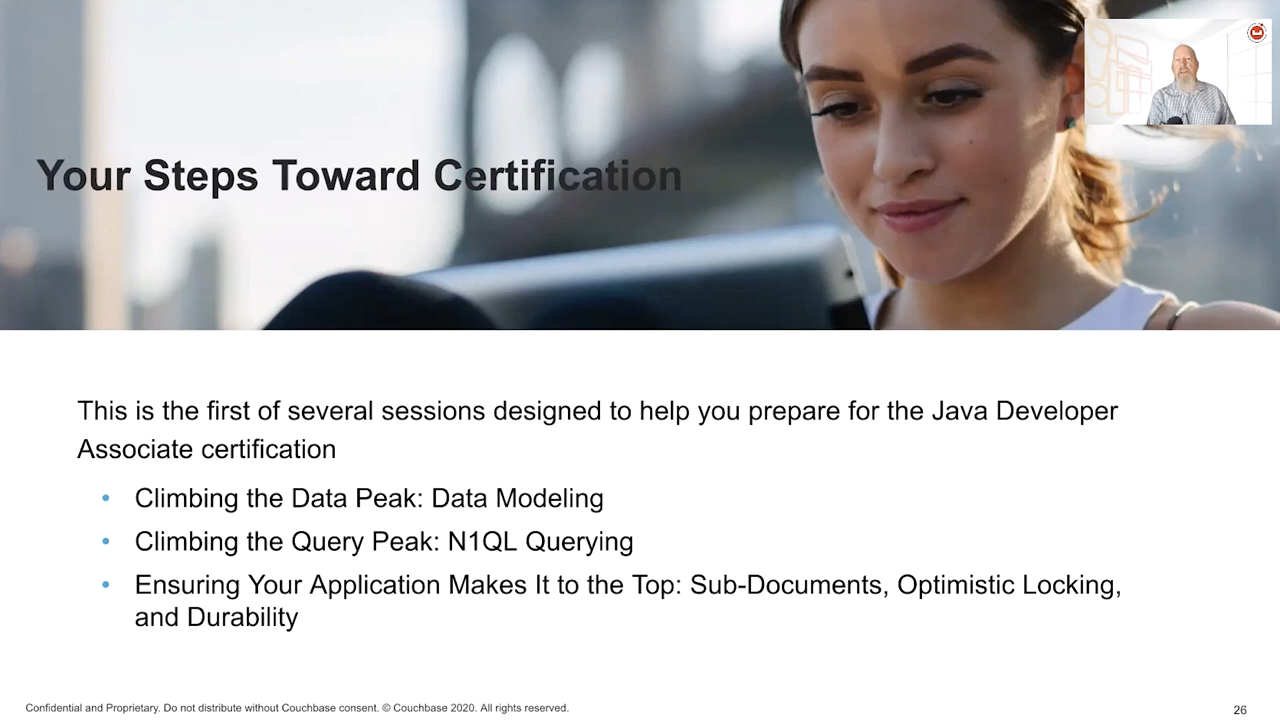 Your Steps Toward Certification
This is the first of several sessions designed to help you prepare for the Java Developer
Associate certification
• Climbing the Data Peak: Data Modeling
• Climbing the Query Peak: N1QL Querying
• Ensuring Your Application Makes It to the Top: Sub-Documents, Optimistic Locking,
and Durability
Confidential and Proprietary. Do not distribute without Couchbase consent. © Couchbase 2020. All rights reserved.
26